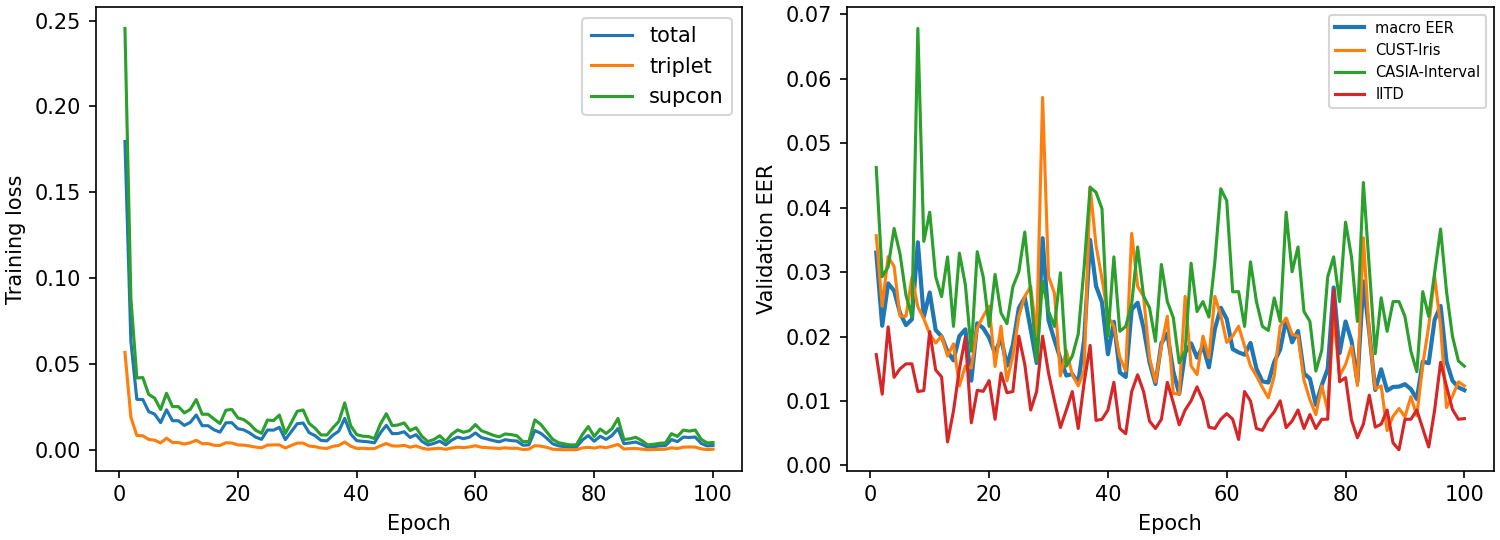 Training loss
0.25
0.20
0.15
0.10
0.05
0.00
total
triplet
supcon
0 20 40 60 80 100
Epoch
Validation EER
0.07
0.06
0.05
0.04
0.03
0.02
0.01
0.00
macro EER
CUST-Iris
CASIA-Interval
IITD
0 20 40 60 80 100
Epoch